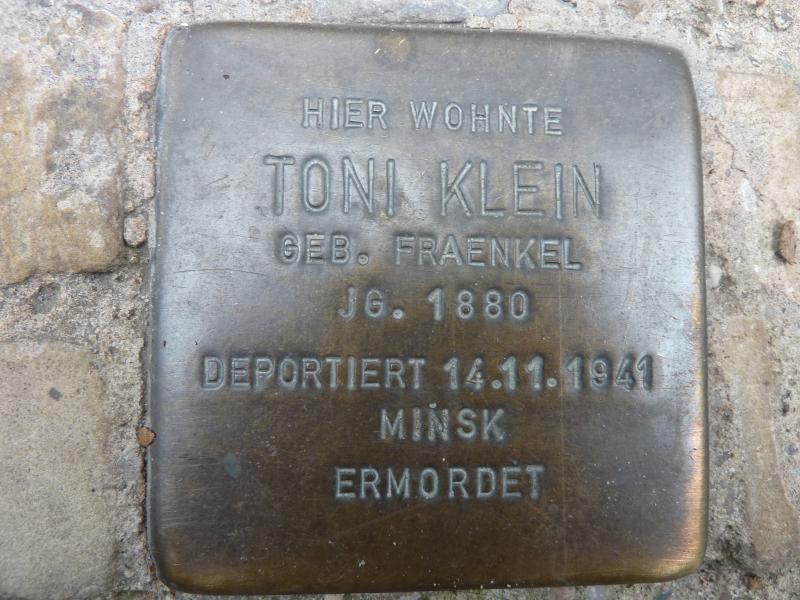 HIER WOHNTE
TONI KLEIN
GEB. FRAENKEL
JG. 1880
DEPORTIERT 14.11.1941
MINSK
ERMORDET